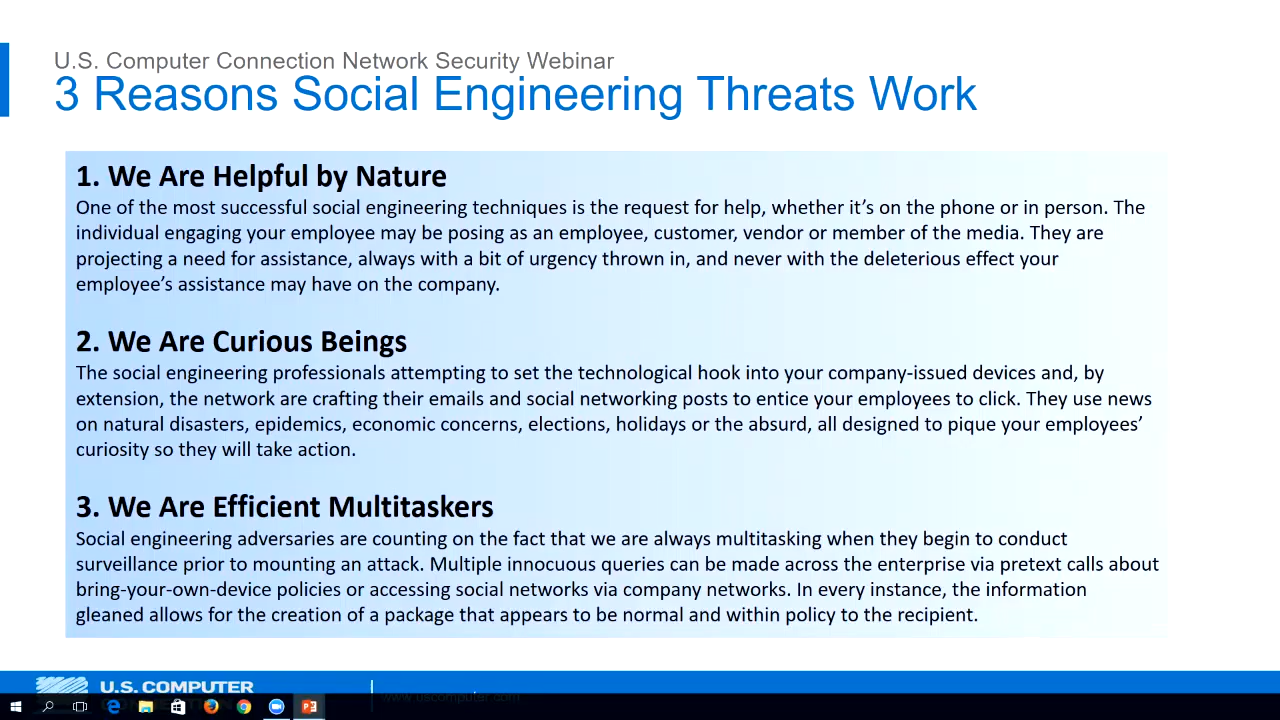 U.S. Computer Connection Network Security Webinar
3 Reasons Social Engineering Threats Work
1. We Are Helpful by Nature
One of the most successful social engineering techniques is the request for help, whether it’s on the phone or in person. The
individual engaging your employee may be posing as an employee, customer, vendor or member of the media. They are
projecting a need for assistance, always with a bit of urgency thrown in, and never with the deleterious effect your
employee’s assistance may have on the company.
2. We Are Curious Beings
The social engineering professionals attempting to set the technological hook into your company-issued devices and, by
extension, the network are crafting their emails and social networking posts to entice your employees to click. They use news
on natural disasters, epidemics, economic concerns, elections, holidays or the absurd, all designed to pique your employees’
curiosity so they will take action.
3. We Are Efficient Multitaskers
Social engineering adversaries are counting on the fact that we are always multitasking when they begin to conduct
surveillance prior to mounting an attack. Multiple innocuous queries can be made across the enterprise via pretext calls about
bring-your-own-device policies or accessing social networks via company networks. In every instance, the information
gleaned allows for the creation of a package that appears to be normal and within policy to the recipient.
U.S. COMPUTER
www.uscomputer.com